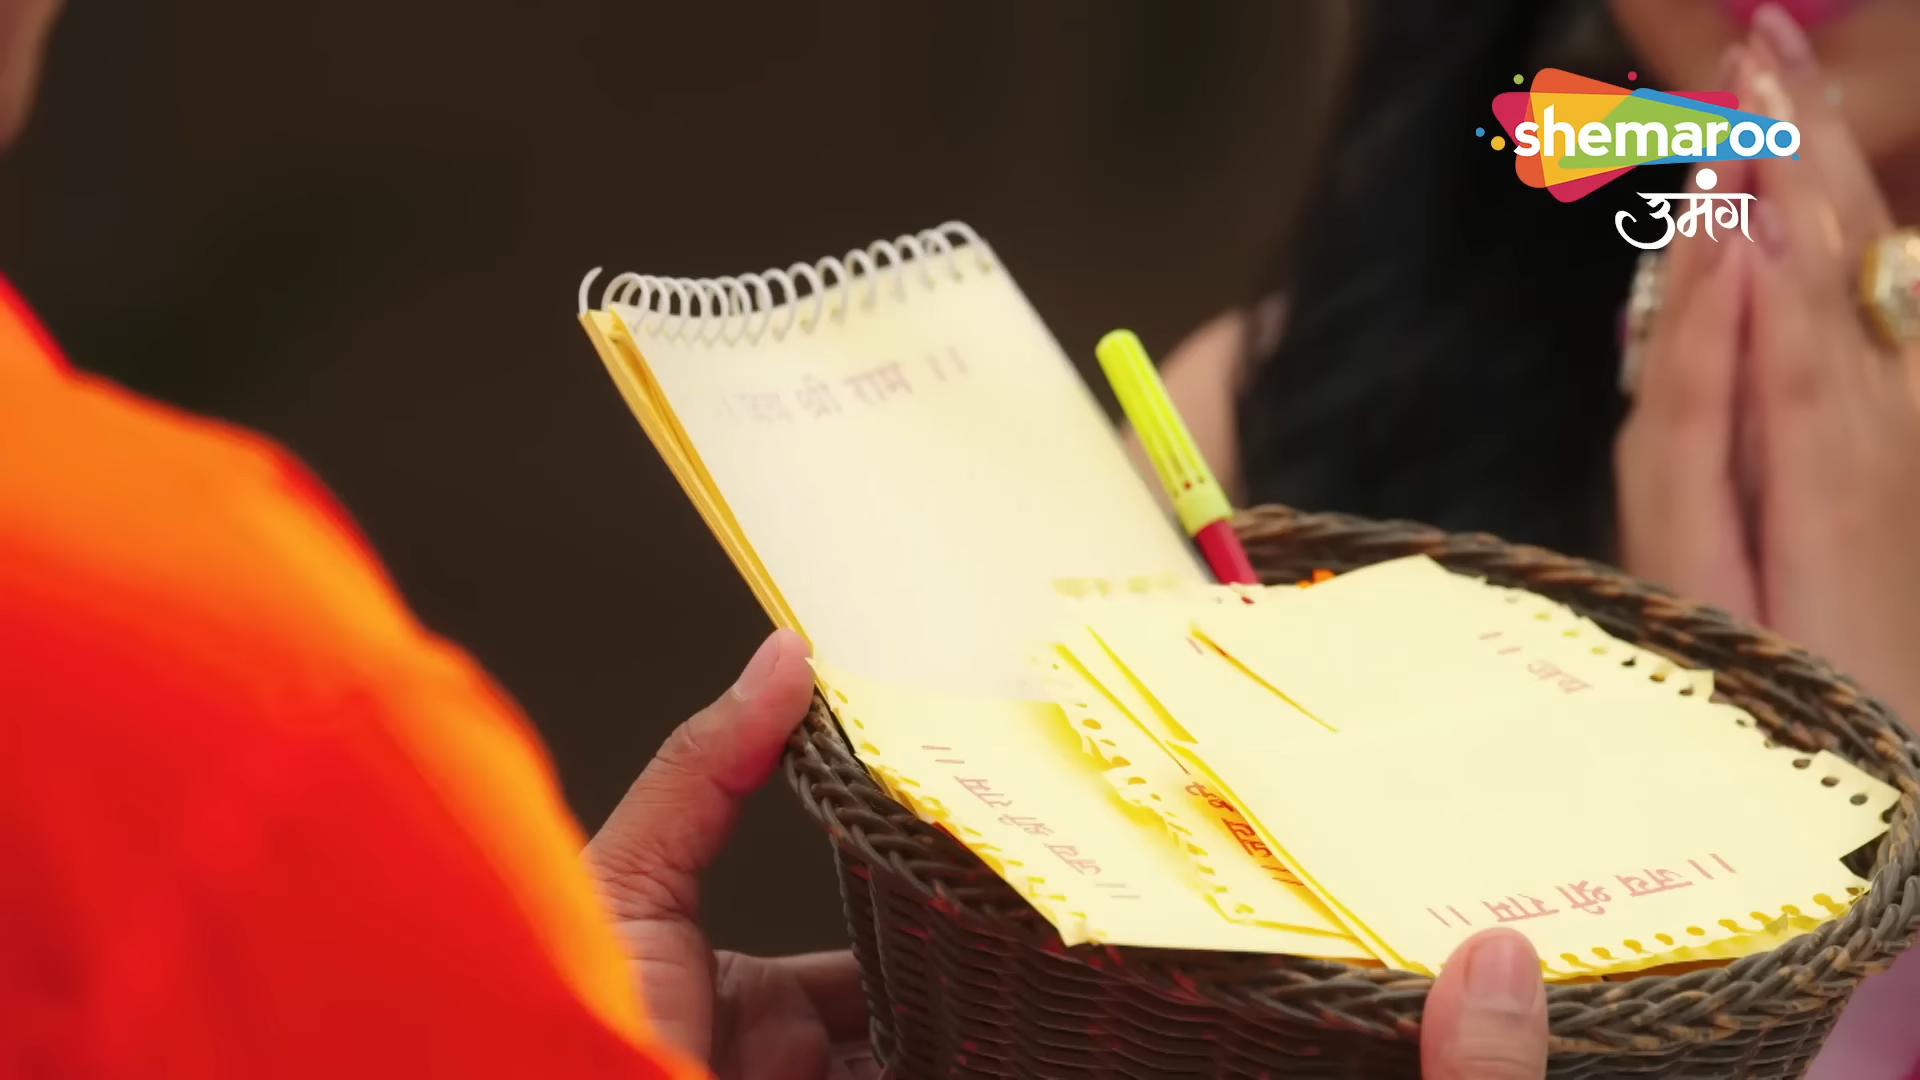 shemaroo
उमंग
जय श्री राम ।।
।। जय श्री राम ।।
।। जय श्री राम ।।